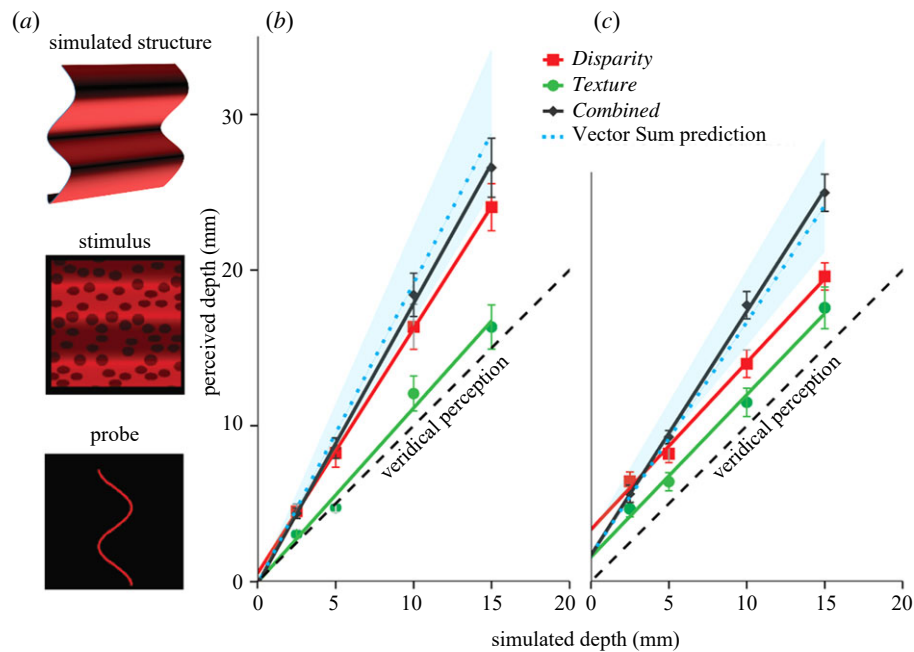 (a)
simulated structure
stimulus
probe
(b)
perceived depth (mm)
30
20
10
0
0
5
10
15
20
veridical perception
(c)
Disparity
Texture
Combined
Vector Sum prediction
0
5
10
15
20
veridical perception
simulated depth (mm)